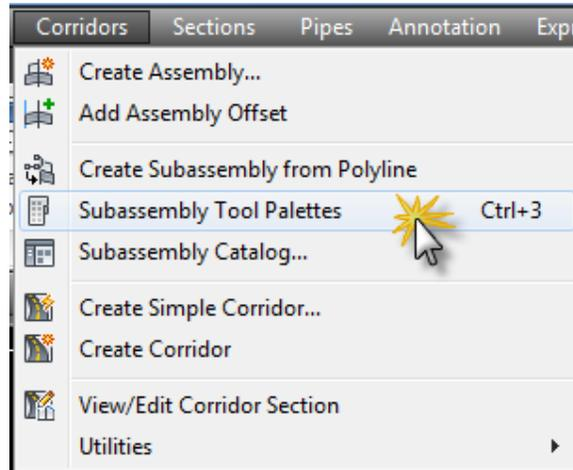 Corridors Sections Pipes Annotation
Create Assembly...
Add Assembly Offset
Create Subassembly from Polyline
Subassembly Tool Palettes Ctrl+3
Subassembly Catalog...
Create Simple Corridor...
Create Corridor
View/Edit Corridor Section
Utilities